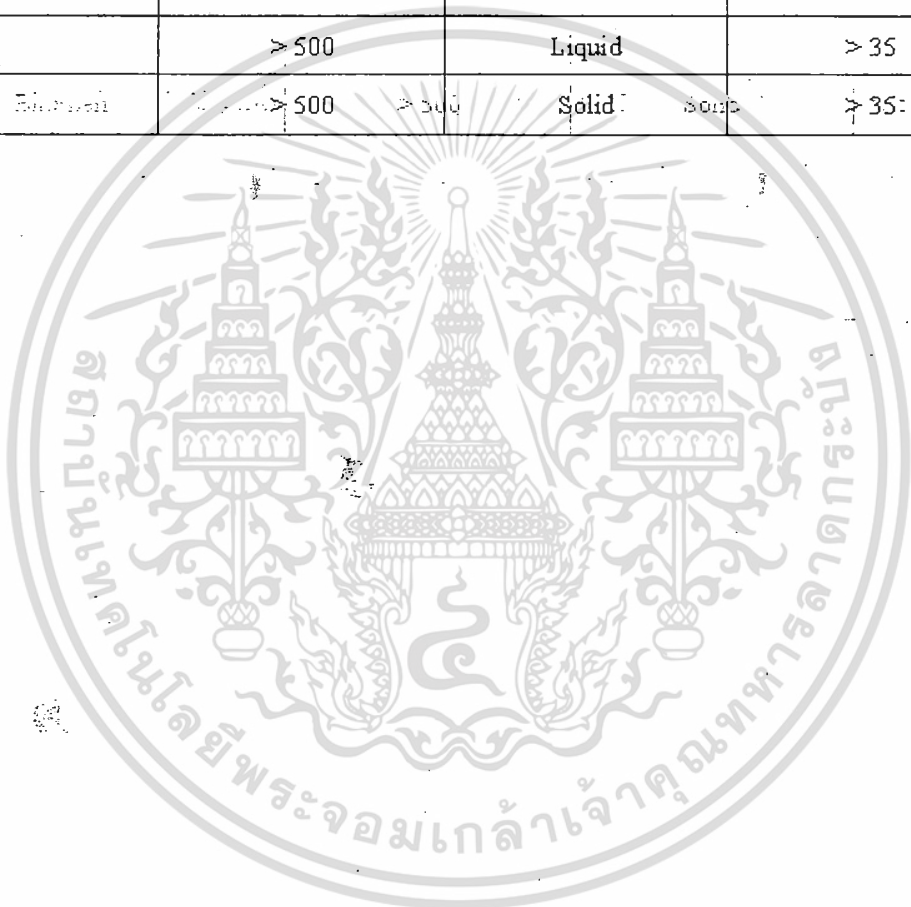 > 500 Liquid > 35
> 500 Solid > 35
สถาบันเทคโนโลยีพระจอมเกล้าเจ้าคุณทหารลาดกระบัง